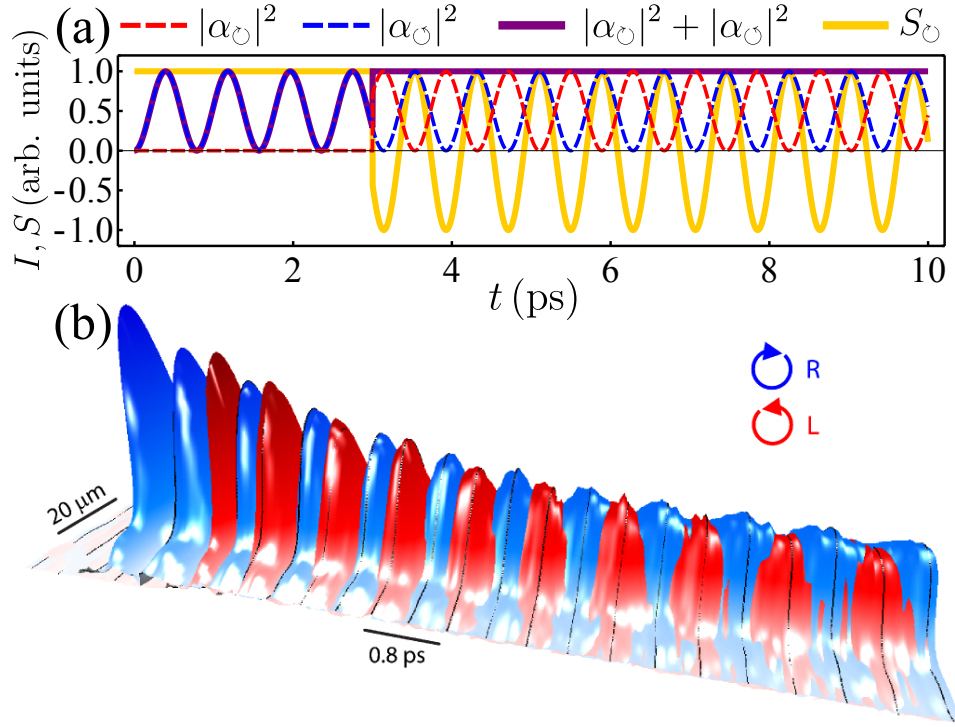 (a) |α↻|² |α↺|² |α↻|² + |α↺|² S↻
I, S (arb. units)
1.0
0.5
0.0
-0.5
-1.0
0 2 4 6 8 10
t (ps)
(b)
R
L
20 μm
0.8 ps